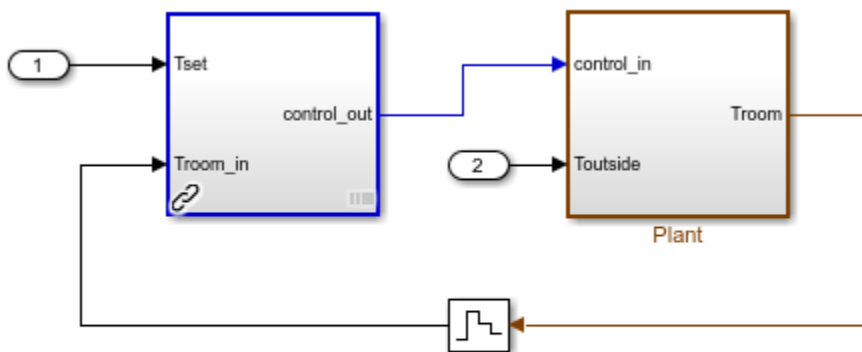 1
Tset
control_out
Troom_in
control_in
Troom
2
Toutside
Plant